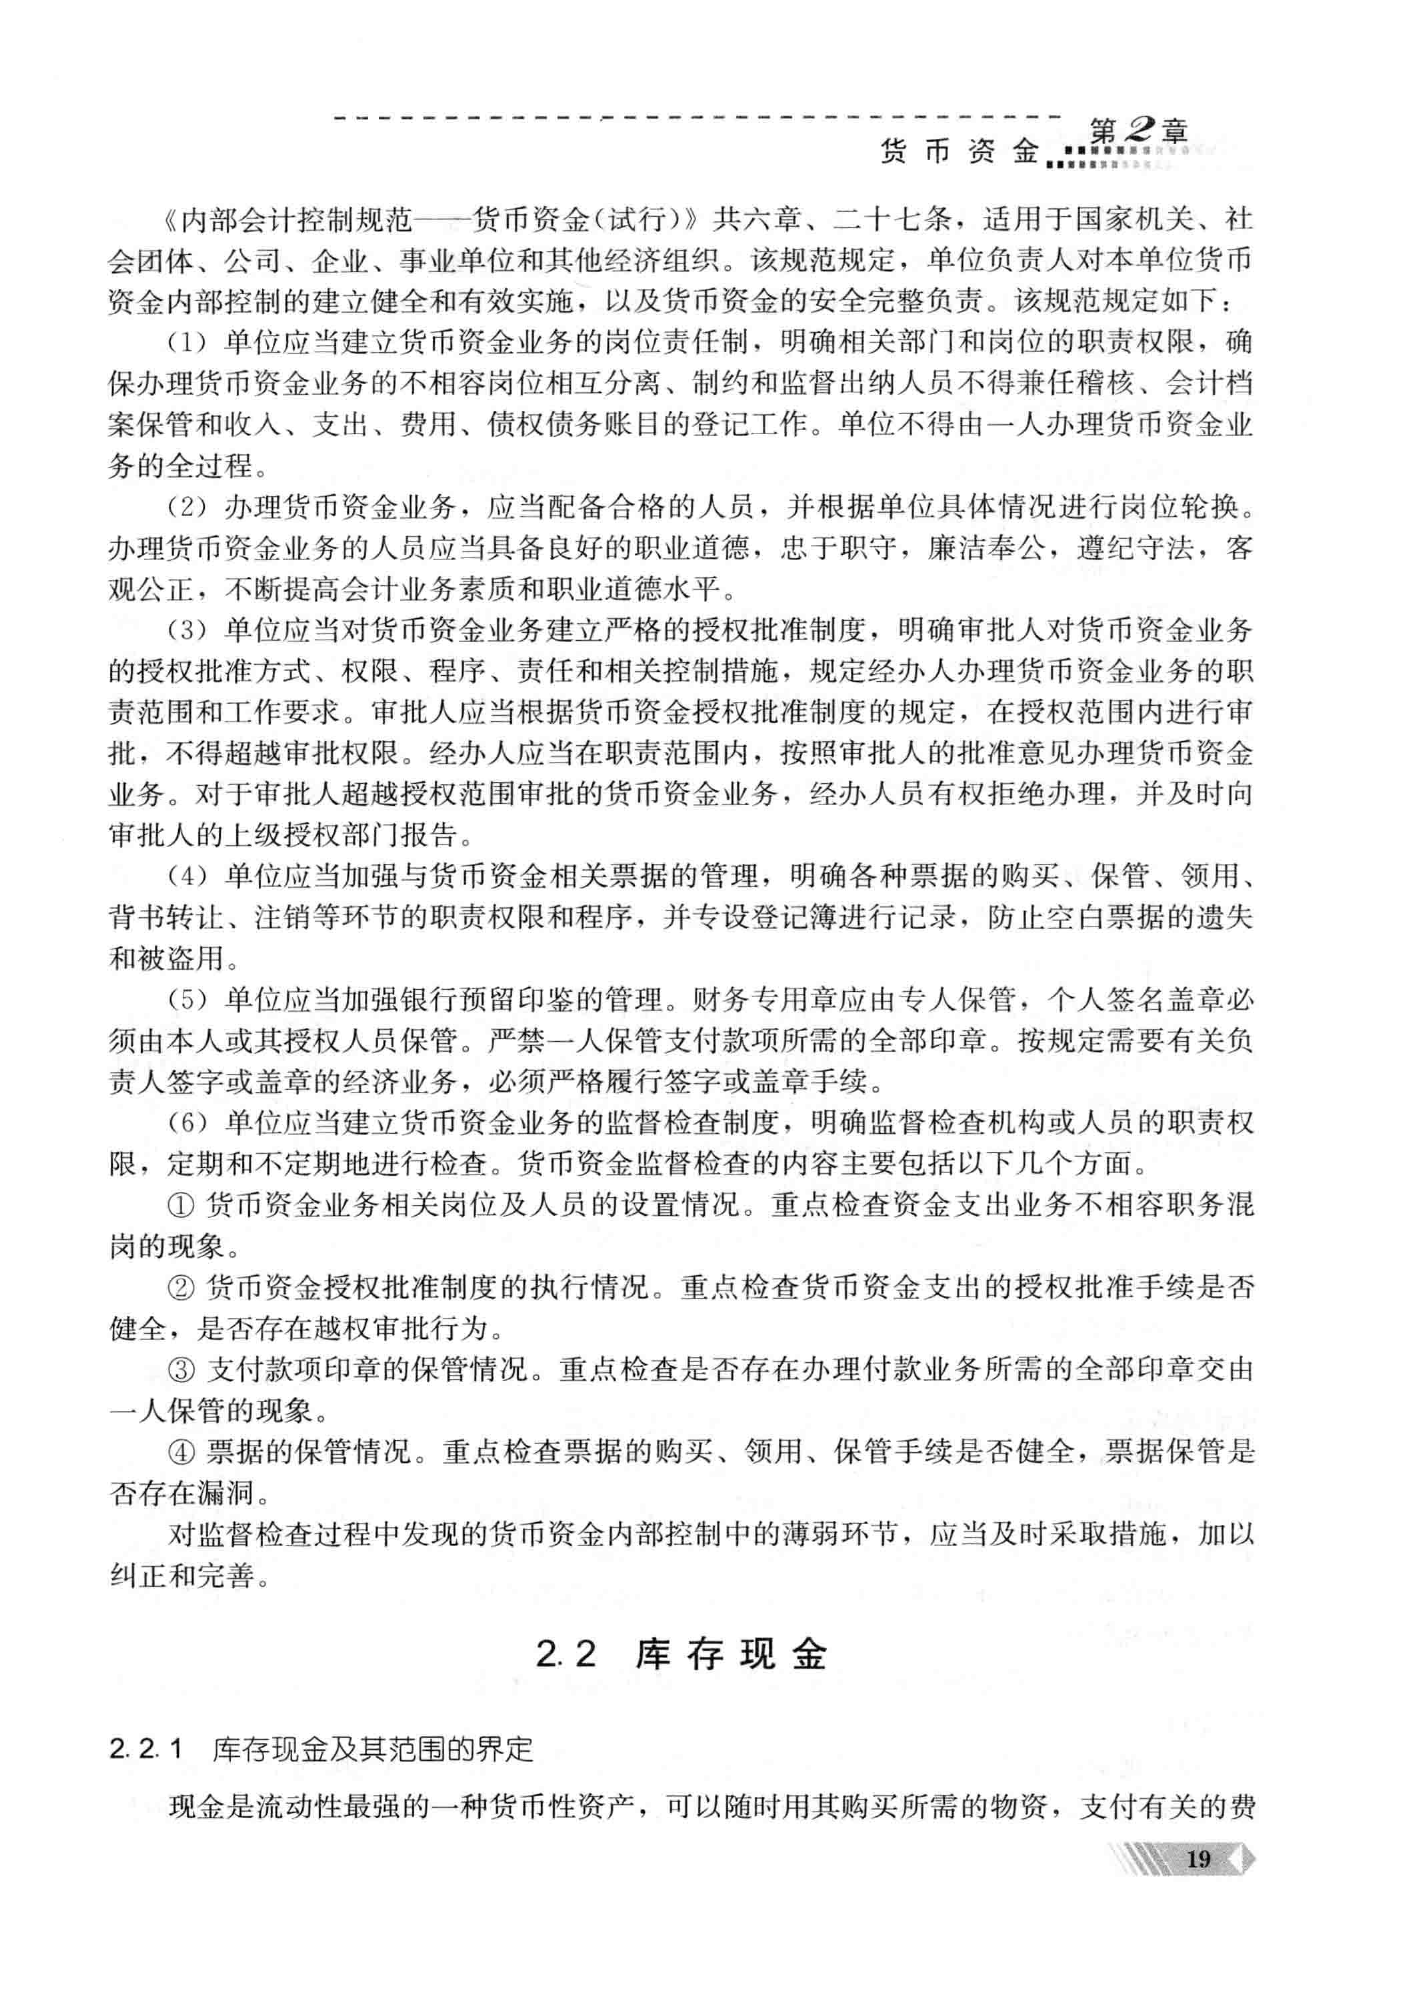 第2章
货币资金
《内部会计控制规范——货币资金(试行)》共六章、二十七条，适用于国家机关、社
会团体、公司、企业、事业单位和其他经济组织。该规范规定，单位负责人对本单位货币
资金内部控制的建立健全和有效实施，以及货币资金的安全完整负责。该规范规定如下：
（1）单位应当建立货币资金业务的岗位责任制，明确相关部门和岗位的职责权限，确
保办理货币资金业务的不相容岗位相互分离、制约和监督出纳人员不得兼任稽核、会计档
案保管和收入、支出、费用、债权债务账目的登记工作。单位不得由一人办理货币资金业
务的全过程。
（2）办理货币资金业务，应当配备合格的人员，并根据单位具体情况进行岗位轮换。
办理货币资金业务的人员应当具备良好的职业道德，忠于职守，廉洁奉公，遵纪守法，客
观公正，不断提高会计业务素质和职业道德水平。
（3）单位应当对货币资金业务建立严格的授权批准制度，明确审批人对货币资金业务
的授权批准方式、权限、程序、责任和相关控制措施，规定经办人办理货币资金业务的职
责范围和工作要求。审批人应当根据货币资金授权批准制度的规定，在授权范围内进行审
批，不得超越审批权限。经办人应当在职责范围内，按照审批人的批准意见办理货币资金
业务。对于审批人超越授权范围审批的货币资金业务，经办人员有权拒绝办理，并及时向
审批人的上级授权部门报告。
（4）单位应当加强与货币资金相关票据的管理，明确各种票据的购买、保管、领用、
背书转让、注销等环节的职责权限和程序，并专设登记簿进行记录，防止空白票据的遗失
和被盗用。
（5）单位应当加强银行预留印鉴的管理。财务专用章应由专人保管，个人签名盖章必
须由本人或其授权人员保管。严禁一人保管支付款项所需的全部印章。按规定需要有关负
责人签字或盖章的经济业务，必须严格履行签字或盖章手续。
（6）单位应当建立货币资金业务的监督检查制度，明确监督检查机构或人员的职责权
限，定期和不定期地进行检查。货币资金监督检查的内容主要包括以下几个方面。
① 货币资金业务相关岗位及人员的设置情况。重点检查资金支出业务不相容职务混
岗的现象。
② 货币资金授权批准制度的执行情况。重点检查货币资金支出的授权批准手续是否
健全，是否存在越权审批行为。
③ 支付款项印章的保管情况。重点检查是否存在办理付款业务所需的全部印章交由
一人保管的现象。
④ 票据的保管情况。重点检查票据的购买、领用、保管手续是否健全，票据保管是
否存在漏洞。
对监督检查过程中发现的货币资金内部控制中的薄弱环节，应当及时采取措施，加以
纠正和完善。
2.2 库存现金
2.2.1 库存现金及其范围的界定
现金是流动性最强的一种货币性资产，可以随时用其购买所需的物资，支付有关的费
19